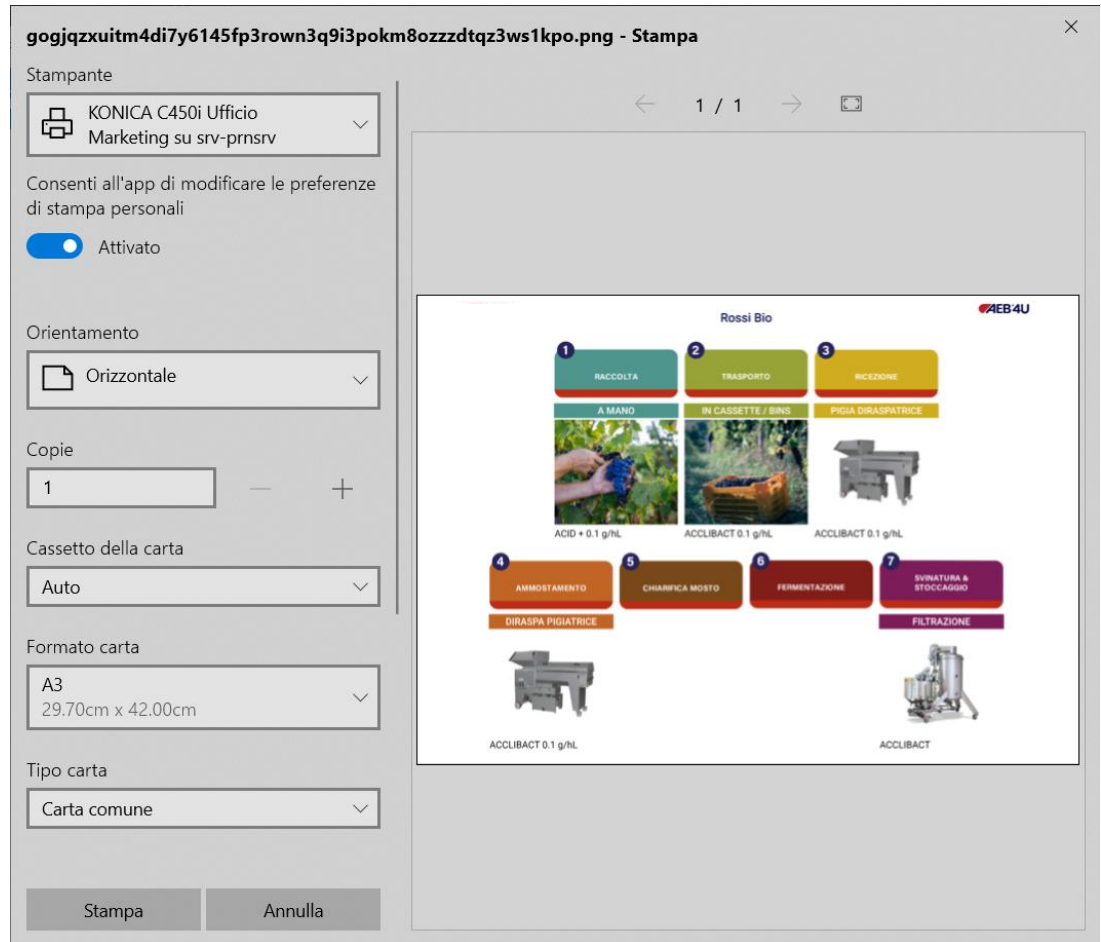 gogjqzxuitm4di7y6145fp3rown3q9i3pokm8ozzzdtqz3ws1kpo.png - Stampa
Stampante
KONICA C450i Ufficio
Marketing su srv-prnsrv
Consenti all'app di modificare le preferenze
di stampa personali
Attivato
Orientamento
Orizzontale
Copie
1
Cassetto della carta
Auto
Formato carta
A3
29.70cm x 42.00cm
Tipo carta
Carta comune
Stampa
Annulla
1 / 1
Rossi Bio
AEB4U
1
RACCOLTA
2
TRASPORTO
3
RICEZIONE
A MANO
IN CASSETTE / BINS
PIGIA DIRASPATRICE
ACID + 0.1 g/hL
ACCLIBACT 0.1 g/hL
ACCLIBACT 0.1 g/hL
4
AMMOSTAMENTO
5
CHIARIFICA MOSTO
6
FERMENTAZIONE
7
SVINATURA &
STOCCAGGIO
DIRASPA PIGIATRICE
FILTRAZIONE
ACCLIBACT 0.1 g/hL
ACCLIBACT